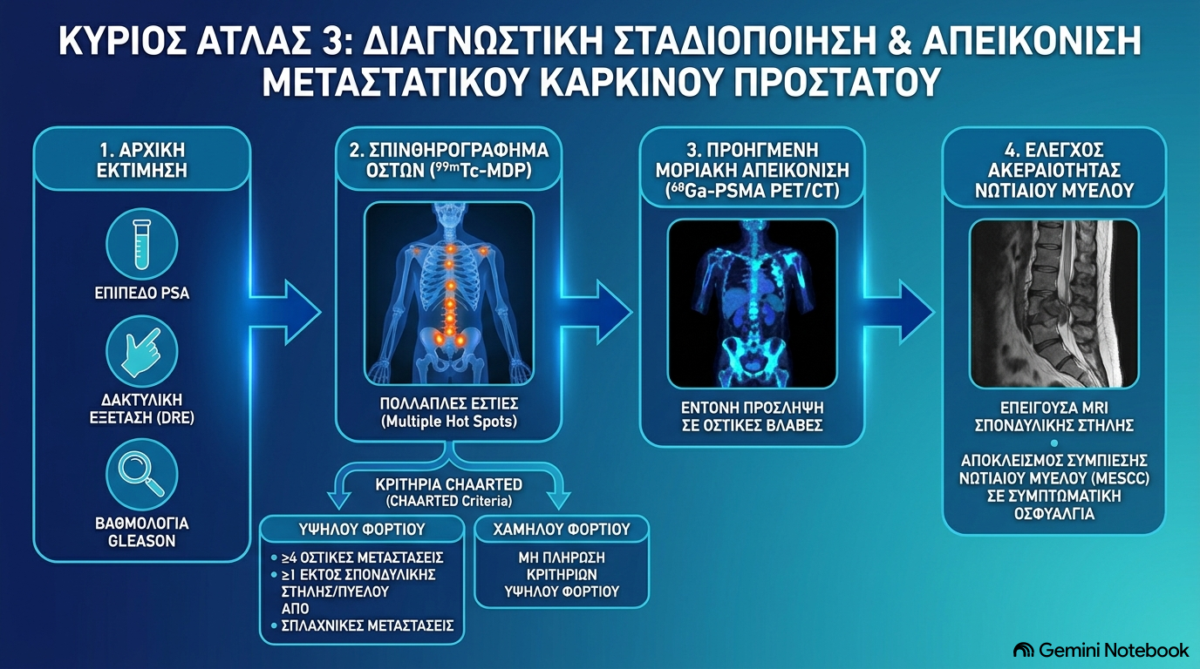 ΚΥΡΙΟΣ ΑΤΛΑΣ 3: ΔΙΑΓΝΩΣΤΙΚΗ ΣΤΑΔΙΟΠΟΙΗΣΗ & ΑΠΕΙΚΟΝΙΣΗ
ΜΕΤΑΣΤΑΤΙΚΟΥ ΚΑΡΚΙΝΟΥ ΠΡΟΣΤΑΤΟΥ
1. ΑΡΧΙΚΗ
ΕΚΤΙΜΗΣΗ
ΕΠΙΠΕΔΟ PSA
ΔΑΚΤΥΛΙΚΗ
ΕΞΕΤΑΣΗ (DRE)
ΒΑΘΜΟΛΟΓΙΑ
GLEASON
2. ΣΠΙΝΘΗΡΟΓΡΑΦΗΜΑ
ΟΣΤΩΝ (⁹⁹ᵐTc-MDP)
ΠΟΛΛΑΠΛΕΣ ΕΣΤΙΕΣ
(Multiple Hot Spots)
ΚΡΙΤΗΡΙΑ CHAARTED
(CHAARTED Criteria)
ΥΨΗΛΟΥ ΦΟΡΤΙΟΥ
• ≥4 ΟΣΤΙΚΕΣ ΜΕΤΑΣΤΑΣΕΙΣ
• ≥1 ΕΚΤΟΣ ΣΠΟΝΔΥΛΙΚΗΣ
ΣΤΗΛΗΣ/ΠΥΕΛΟΥ
ΑΠΟ
• ΣΠΛΑΧΝΙΚΕΣ ΜΕΤΑΣΤΑΣΕΙΣ
ΧΑΜΗΛΟΥ ΦΟΡΤΙΟΥ
ΜΗ ΠΛΗΡΩΣΗ
ΚΡΙΤΗΡΙΩΝ
ΥΨΗΛΟΥ ΦΟΡΤΙΟΥ
3. ΠΡΟΗΓΜΕΝΗ
ΜΟΡΙΑΚΗ ΑΠΕΙΚΟΝΙΣΗ
(⁶⁸Ga-PSMA PET/CT)
ΕΝΤΟΝΗ ΠΡΟΣΛΗΨΗ
ΣΕ ΟΣΤΙΚΕΣ ΒΛΑΒΕΣ
4. ΕΛΕΓΧΟΣ
ΑΚΕΡΑΙΟΤΗΤΑΣ
ΝΩΤΙΑΙΟΥ ΜΥΕΛΟΥ
ΕΠΕΙΓΟΥΣΑ MRI
ΣΠΟΝΔΥΛΙΚΗΣ ΣΤΗΛΗΣ
•
ΑΠΟΚΛΕΙΣΜΟΣ ΣΥΜΠΙΕΣΗΣ
ΝΩΤΙΑΙΟΥ ΜΥΕΛΟΥ (MESCC)
ΣΕ ΣΥΜΠΤΩΜΑΤΙΚΗ
ΟΣΦΥΑΛΓΙΑ
Gemini Notebook